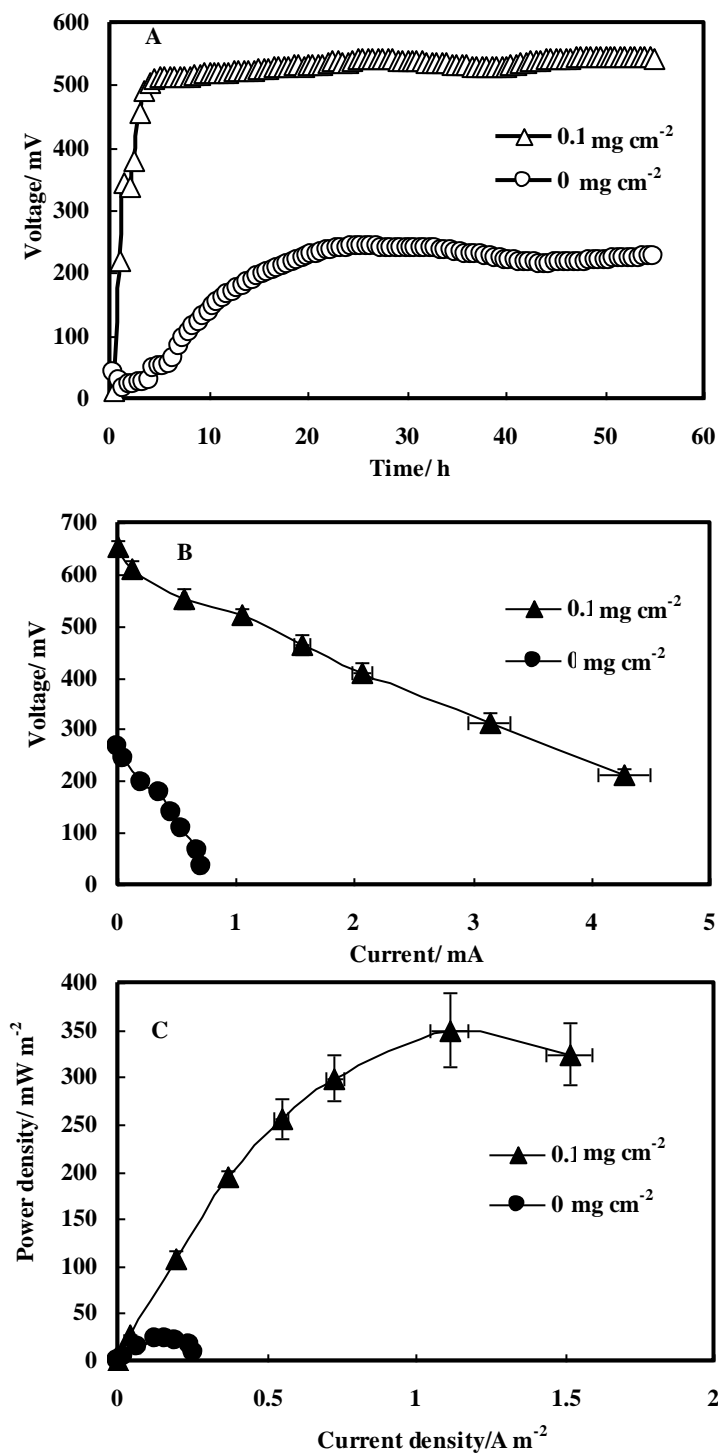 600
A
500
400
300
200
100
0
Voltage/ mV
0.1 mg cm-2
0 mg cm-2
0 10 20 30 40 50 60
Time/ h
700
B
600
500
400
300
200
100
0
Voltage/ mV
0.1 mg cm-2
0 mg cm-2
0 1 2 3 4 5
Current/ mA
400
C
350
300
250
200
150
100
50
0
Power density/ mW m-2
0.1 mg cm-2
0 mg cm-2
0 0.5 1 1.5 2
Current density/A m-2